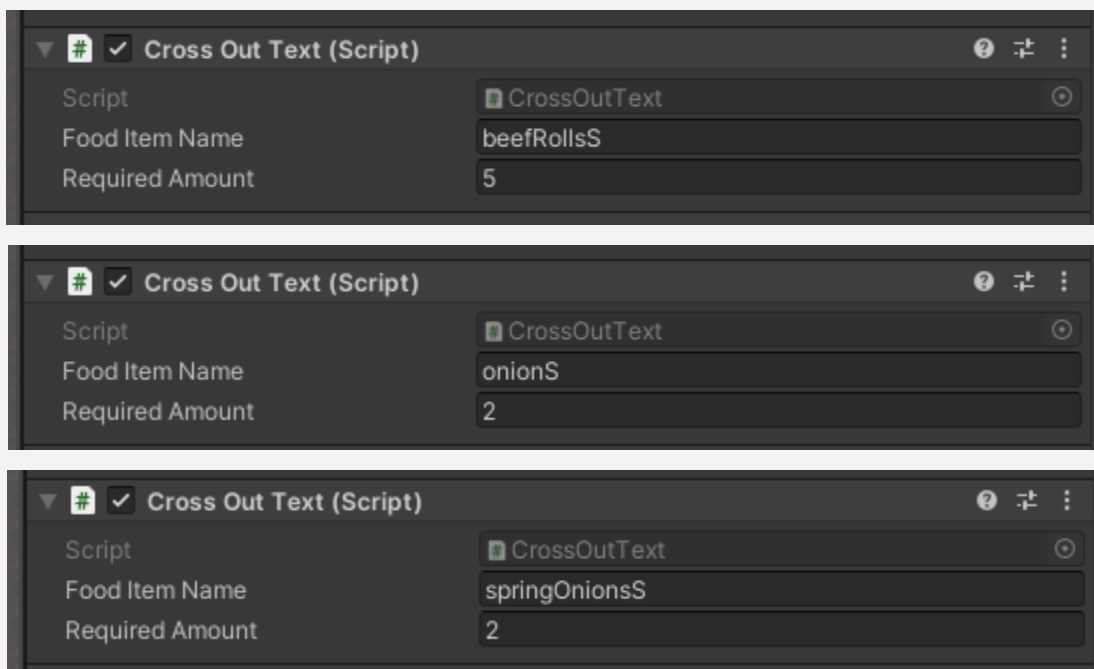 Cross Out Text (Script)
Script CrossOutText
Food Item Name beefRollsS
Required Amount 5
Cross Out Text (Script)
Script CrossOutText
Food Item Name onionS
Required Amount 2
Cross Out Text (Script)
Script CrossOutText
Food Item Name springOnionsS
Required Amount 2